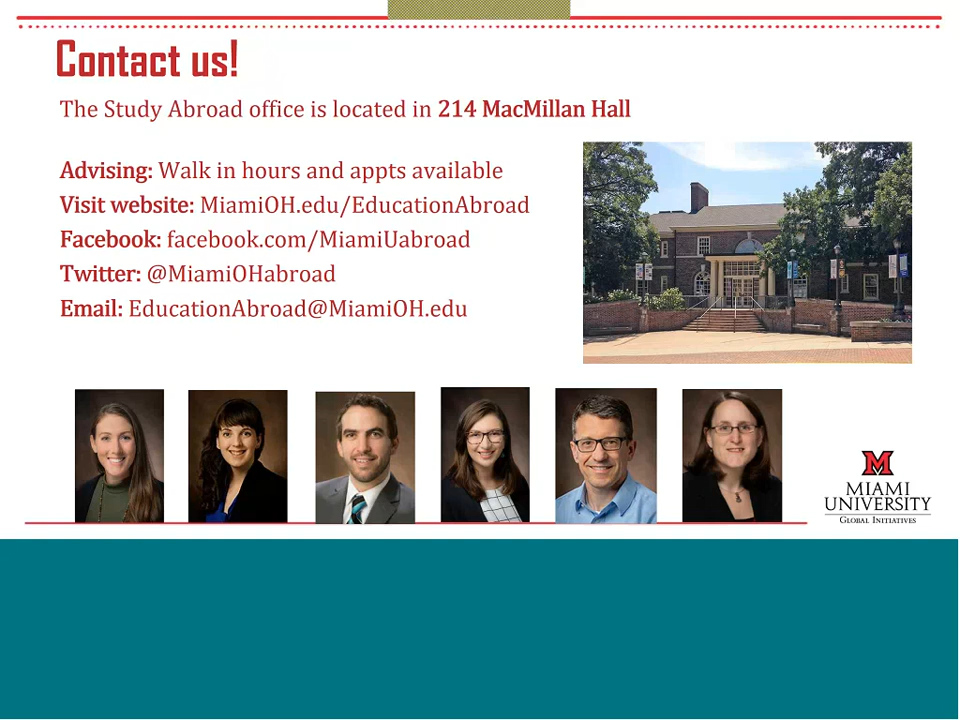 Contact us!
The Study Abroad office is located in 214 MacMillan Hall
Advising: Walk in hours and appts available
Visit website: MiamiOH.edu/EducationAbroad
Facebook: facebook.com/MiamiUabroad
Twitter: @MiamiOHabroad
Email: EducationAbroad@MiamiOH.edu
M
MIAMI
UNIVERSITY
GLOBAL INITIATIVES